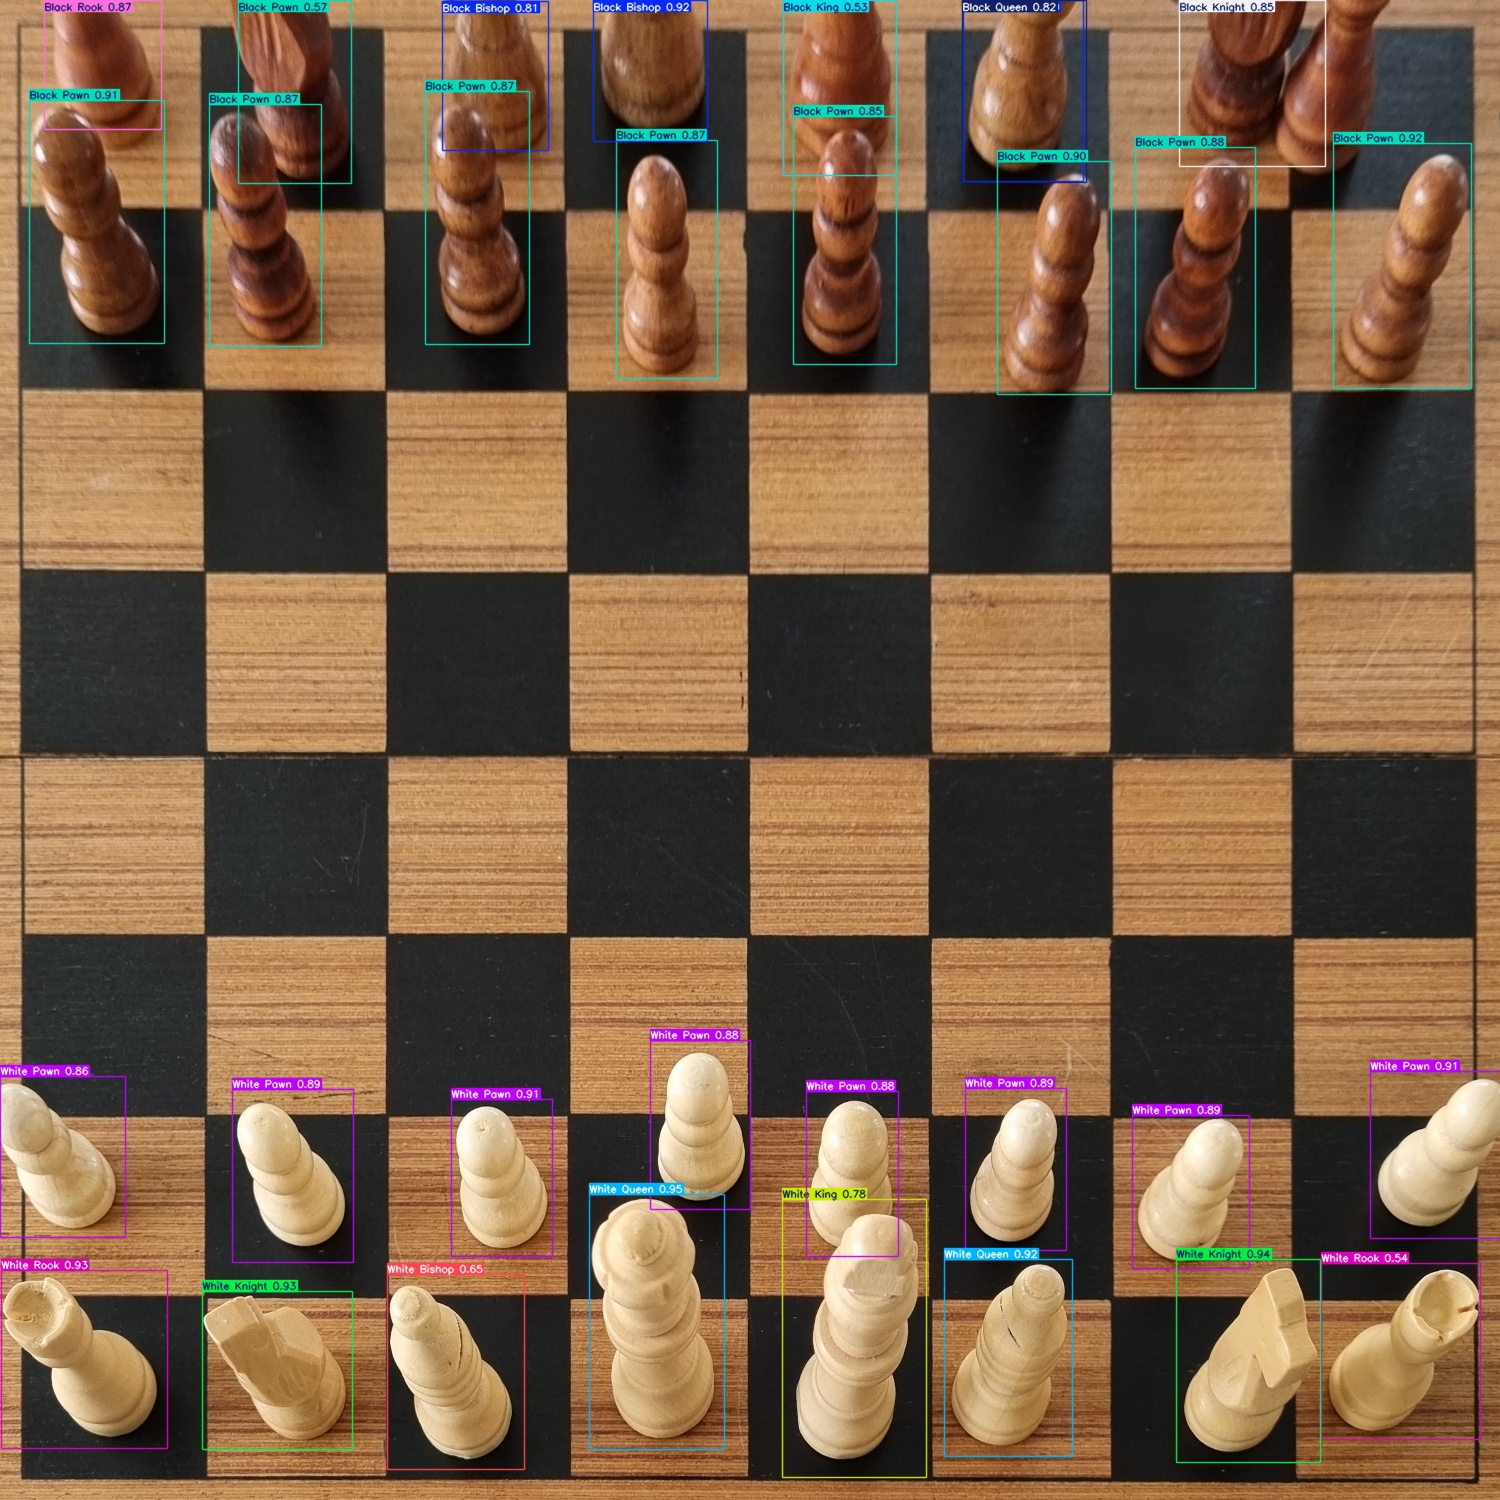 Black Rook 0.87
Black Pawn 0.57
Black Bishop 0.81
Black Bishop 0.92
Black King 0.53
Black Queen 0.82
Black Knight 0.85
Black Pawn 0.91
Black Pawn 0.87
Black Pawn 0.87
Black Pawn 0.87
Black Pawn 0.85
Black Pawn 0.90
Black Pawn 0.88
Black Pawn 0.92
White Pawn 0.86
White Pawn 0.89
White Pawn 0.91
White Pawn 0.88
White Pawn 0.88
White Pawn 0.89
White Pawn 0.89
White Pawn 0.91
White Rook 0.93
White Knight 0.93
White Bishop 0.65
White Queen 0.95
White King 0.78
White Queen 0.92
White Knight 0.94
White Rook 0.54